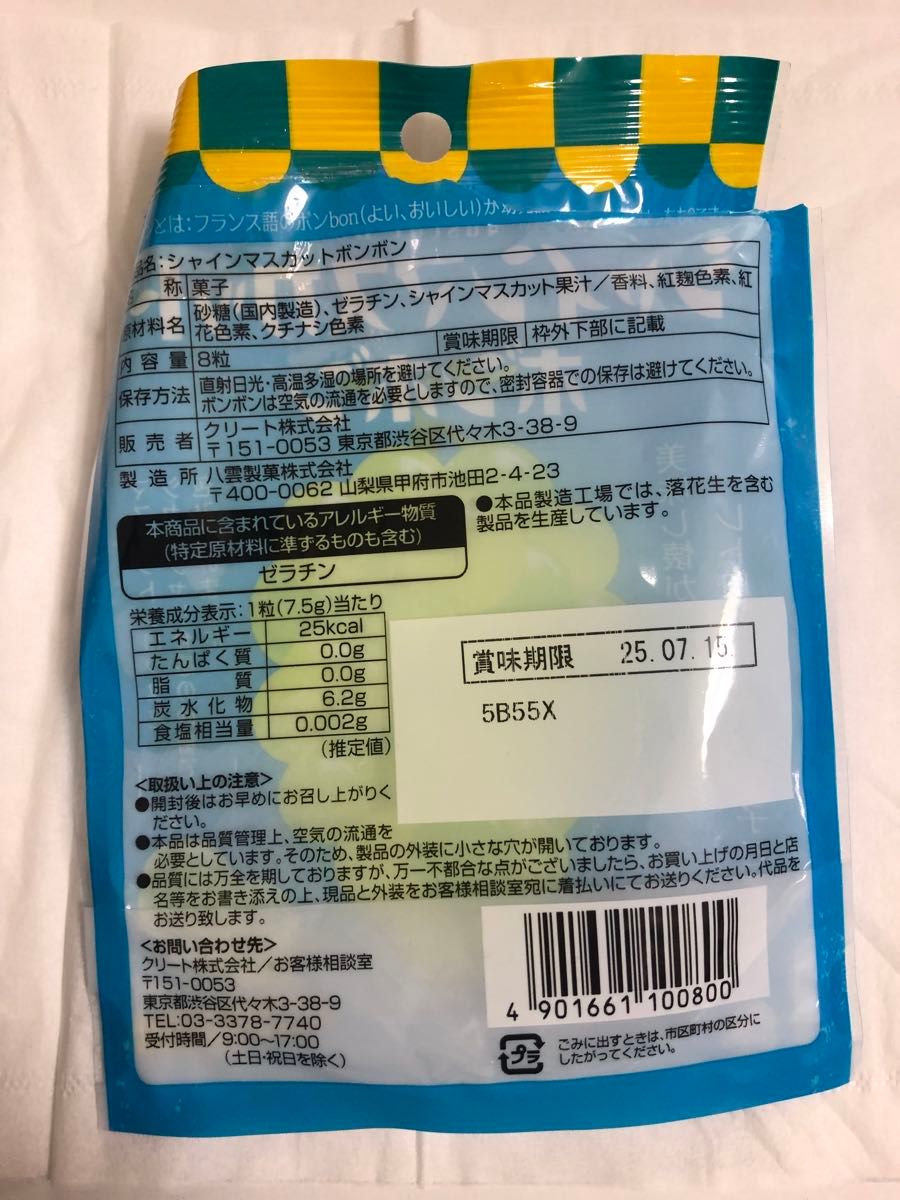 とは:フランス語のボンbon(よい、おいしい)が
品名:シャインマスカットボンボン
称 菓子
原材料名 砂糖(国内製造)、ゼラチン、シャインマスカット果汁/香料、紅麹色素、紅
花色素、クチナシ色素
賞味期限 枠外下部に記載
内容量 8粒
保存方法 直射日光・高温多湿の場所を避けてください。
ボンボンは空気の流通を必要としますので、密封容器での保存は避けてください。
販売者 クリート株式会社
〒151-0053 東京都渋谷区代々木3-38-9
製造所 八雲製菓株式会社
〒400-0062 山梨県甲府市池田2-4-23
本商品に含まれているアレルギー物質
(特定原材料に準ずるものも含む)
ゼラチン
●本品製造工場では、落花生を含む
製品を生産しています。
栄養成分表示:1粒(7.5g)当たり
エネルギー 25kcal
たんぱく質 0.0g
脂質 0.0g
炭水化物 6.2g
食塩相当量 0.002g
(推定値)
賞味期限 25.07.15
5B55X
<取扱い上の注意>
●開封後はお早めにお召し上がりく
ださい。
●本品は品質管理上、空気の流通を
必要としています。そのため、製品の外装に小さな穴が開いております。
●品質には万全を期しておりますが、万一不都合な点がございましたら、お買い上げの月日と店
名等をお書き添えの上、現品と外装をお客様相談室宛に着払いにてお送りください。代品を
お送り致します。
<お問い合わせ先>
クリート株式会社/お客様相談室
〒151-0053
東京都渋谷区代々木3-38-9
TEL:03-3378-7740
受付時間/9:00〜17:00
(土日・祝日を除く)
4 901661 100800
プラ
ごみに出すときは、市区町村の区分に
したがってください。